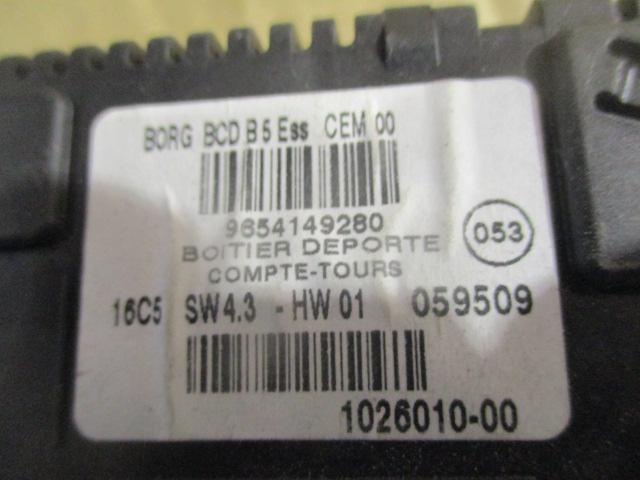 BORG BCD B5 Ess CEM 00
9654149280
BOITIER DEPORTE
053
COMPTE-TOURS
16C5 SW4.3 - HW 01 059509
1026010-00